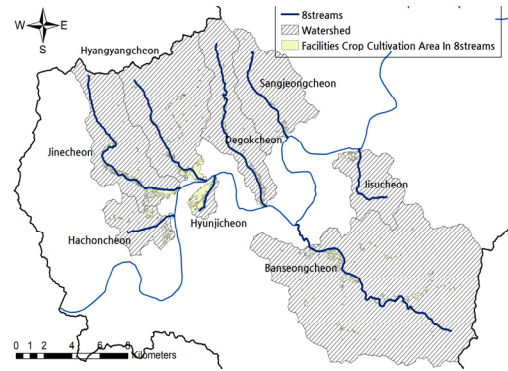 N
W E
S
8streams
Watershed
Facilities Crop Cultivation Area In 8streams
Hyangyangcheon
Sangjeongcheon
Degokcheon
Jinecheon
Jisucheon
Hyunjicheon
Hachoncheon
Banseongcheon
0 1 2 4 6 8
Kilometers